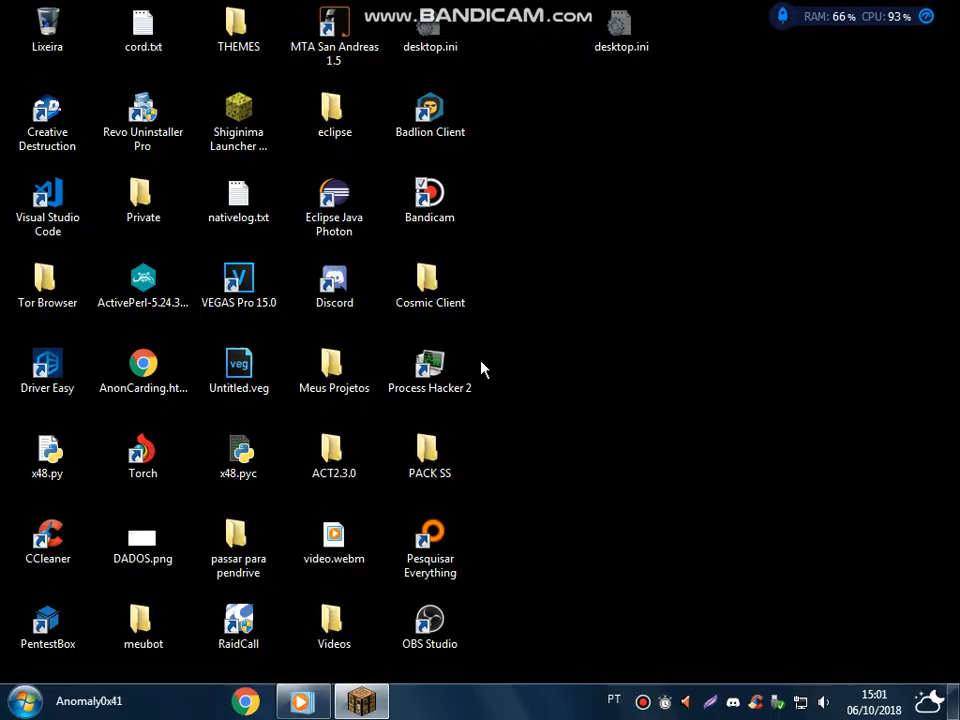 www.BANDICAM.com
RAM: 66% CPU: 93%
Lixeira
cord.txt
THEMES
MTA San Andreas
1.5
desktop.ini
desktop.ini
Creative
Destruction
Revo Uninstaller
Pro
Shiginima
Launcher ...
eclipse
Badlion Client
Visual Studio
Code
Private
nativelog.txt
Eclipse Java
Photon
Bandicam
Tor Browser
ActivePerl-5.24.3...
VEGAS Pro 15.0
Discord
Cosmic Client
Driver Easy
AnonCarding.ht...
veg
Untitled.veg
Meus Projetos
Process Hacker 2
x48.py
Torch
x48.pyc
ACT2.3.0
PACK SS
CCleaner
DADOS.png
passar para
pendrive
video.webm
Pesquisar
Everything
PentestBox
meubot
RaidCall
Videos
OBS Studio
Anomaly0x41
PT
15:01
06/10/2018